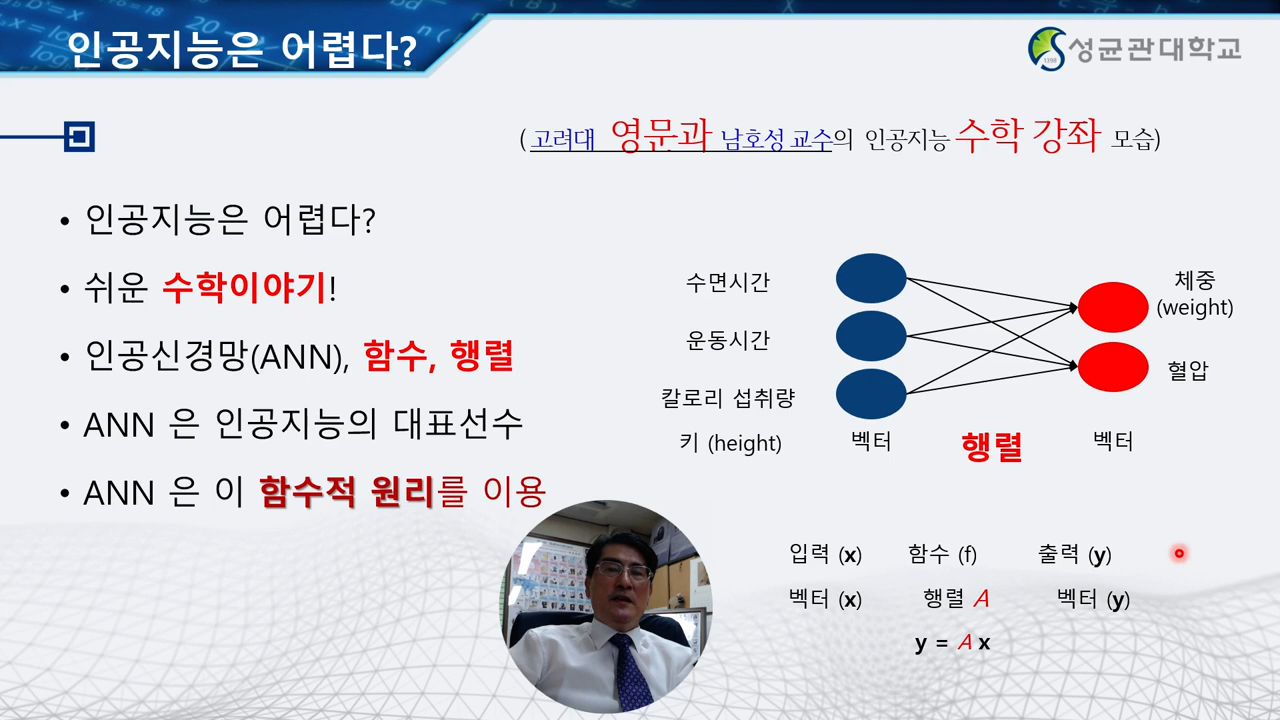 인공지능은 어렵다?
성균관대학교
1398
(고려대 영문과 남호성 교수의 인공지능 수학 강좌 모습)
• 인공지능은 어렵다?
• 쉬운 수학이야기!
• 인공신경망(ANN), 함수, 행렬
• ANN 은 인공지능의 대표선수
• ANN 은 이 함수적 원리를 이용
수면시간
운동시간
칼로리 섭취량
키 (height)
벡터
행렬
벡터
체중
(weight)
혈압
입력 (x) 함수 (f) 출력 (y)
벡터 (x) 행렬 A 벡터 (y)
y = A x